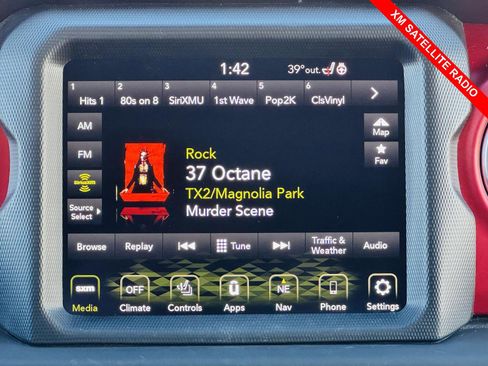 XM SATELLITE RADIO
1:42
39°out.
1 2 3 4 5 6
Hits 1 80s on 8 SiriXMU 1st Wave Pop2K ClsVinyl
AM
Map
FM
Fav
Rock
37 Octane
TX2/Magnolia Park
Murder Scene
Source
Select
Browse Replay Tune Traffic & Weather Audio
sxm OFF NE
Media Climate Controls Apps Nav Phone Settings